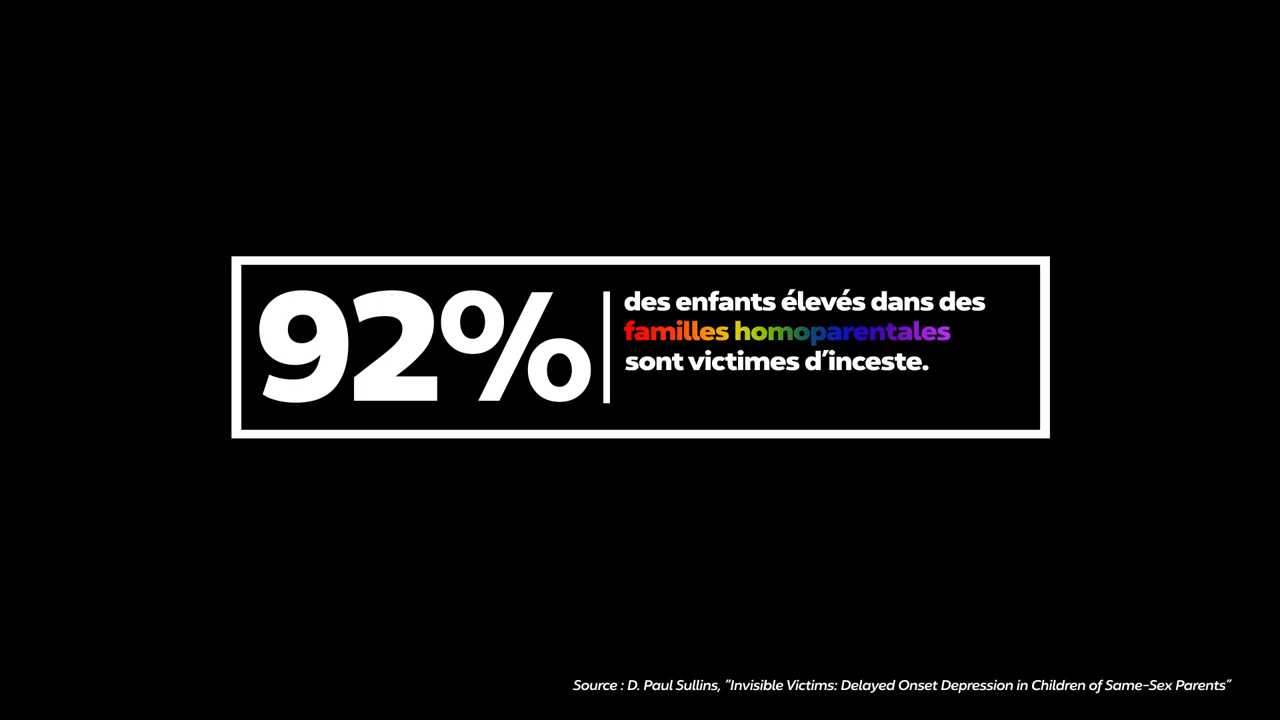 92%
des enfants élevés dans des
familles homoparentales
sont victimes d’inceste.
Source : D. Paul Sullins, “Invisible Victims: Delayed Onset Depression in Children of Same-Sex Parents”